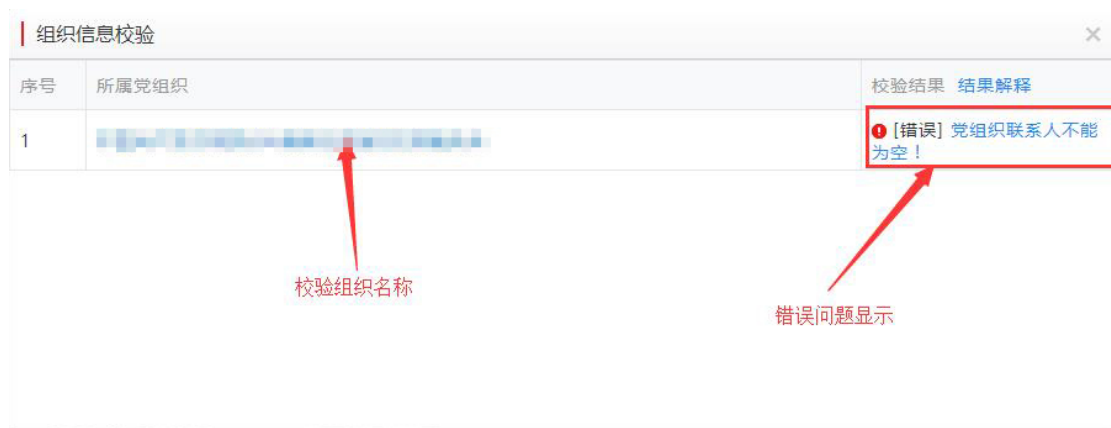 组织信息校验
序号 所属党组织 校验结果 结果解释
1 [错误] 党组织联系人不能
为空！
校验组织名称
错误问题显示